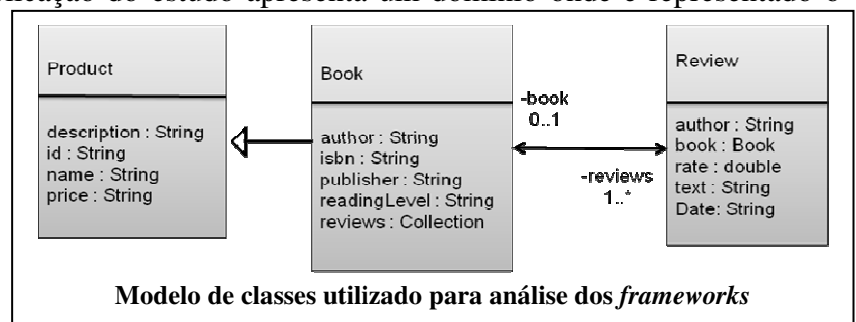 Product
description : String
id : String
name : String
price : String
Book
author : String
isbn : String
publisher : String
readingLevel : String
reviews : Collection
-book
0..1
-reviews
1..*
Review
author : String
book : Book
rate : double
text : String
Date: String
Modelo de classes utilizado para análise dos frameworks